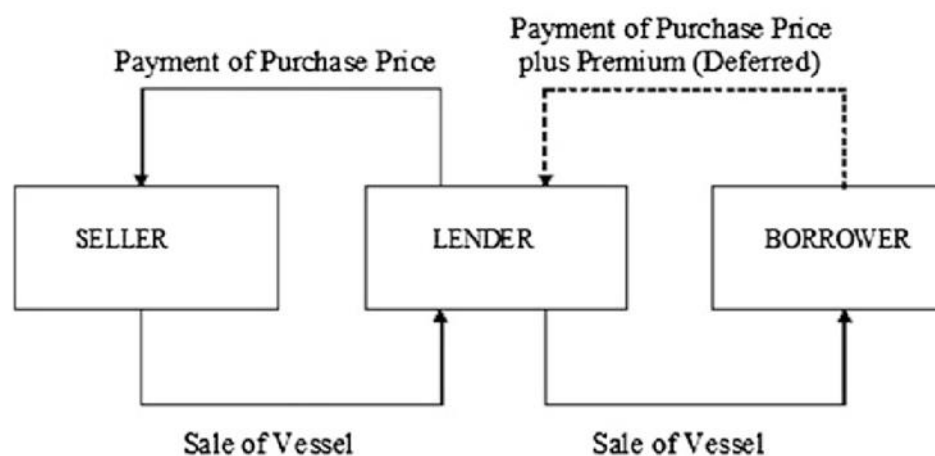 Payment of Purchase Price
Payment of Purchase Price
plus Premium (Deferred)
SELLER
LENDER
BORROWER
Sale of Vessel
Sale of Vessel